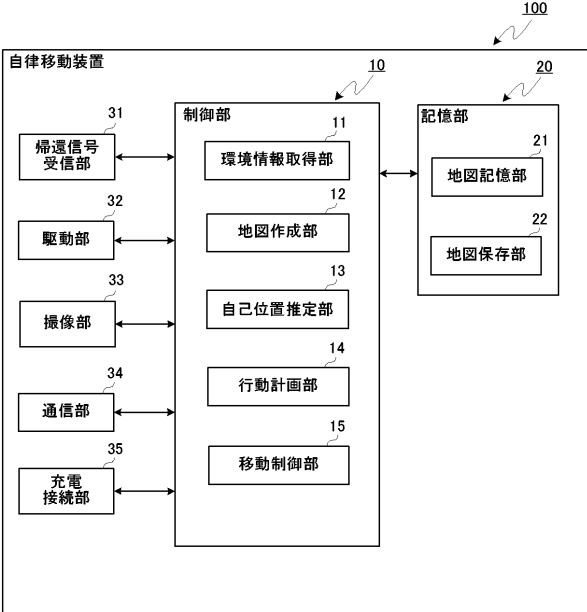 100
自律移動装置
10
20
制御部
記憶部
31
帰還信号
受信部
11
環境情報取得部
21
地図記憶部
32
駆動部
12
地図作成部
22
地図保存部
33
撮像部
13
自己位置推定部
34
通信部
14
行動計画部
35
充電
接続部
15
移動制御部